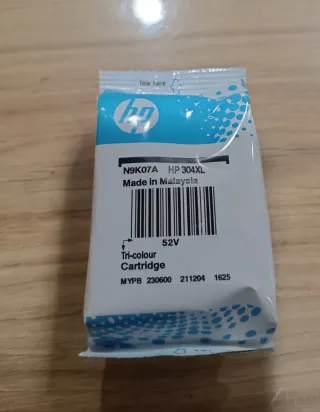 Tear here
hp
N9K07A HP 304XL
Made in Malaysia
52V
Tri-colour
Cartridge
MYPB 230600 211204 1625